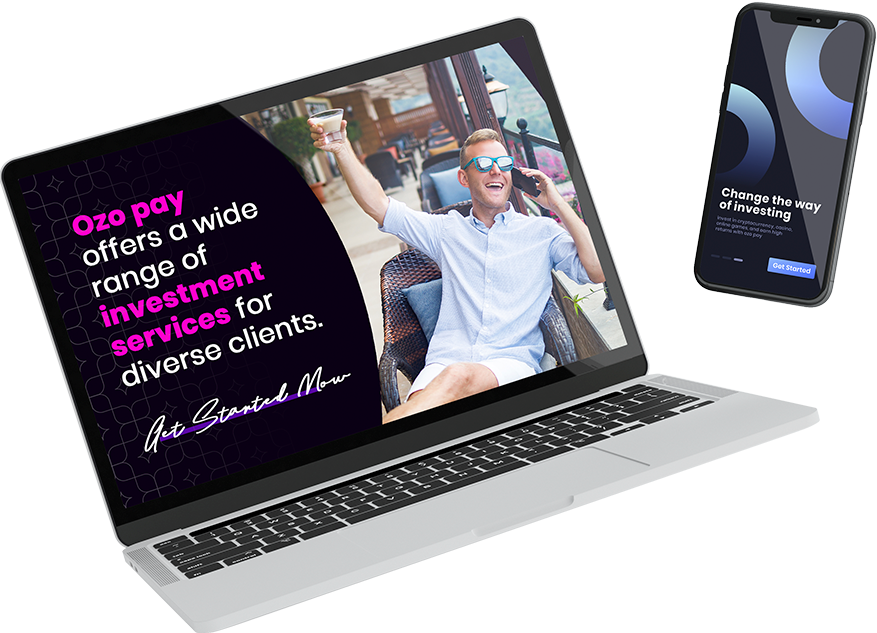 Ozo pay
offers a wide
range of
investment
services for
diverse clients.
Get Started Now
Change the way
of investing
Invest in cryptocurrency, casino,
online games, and earn high
returns with ozo pay
Get Started